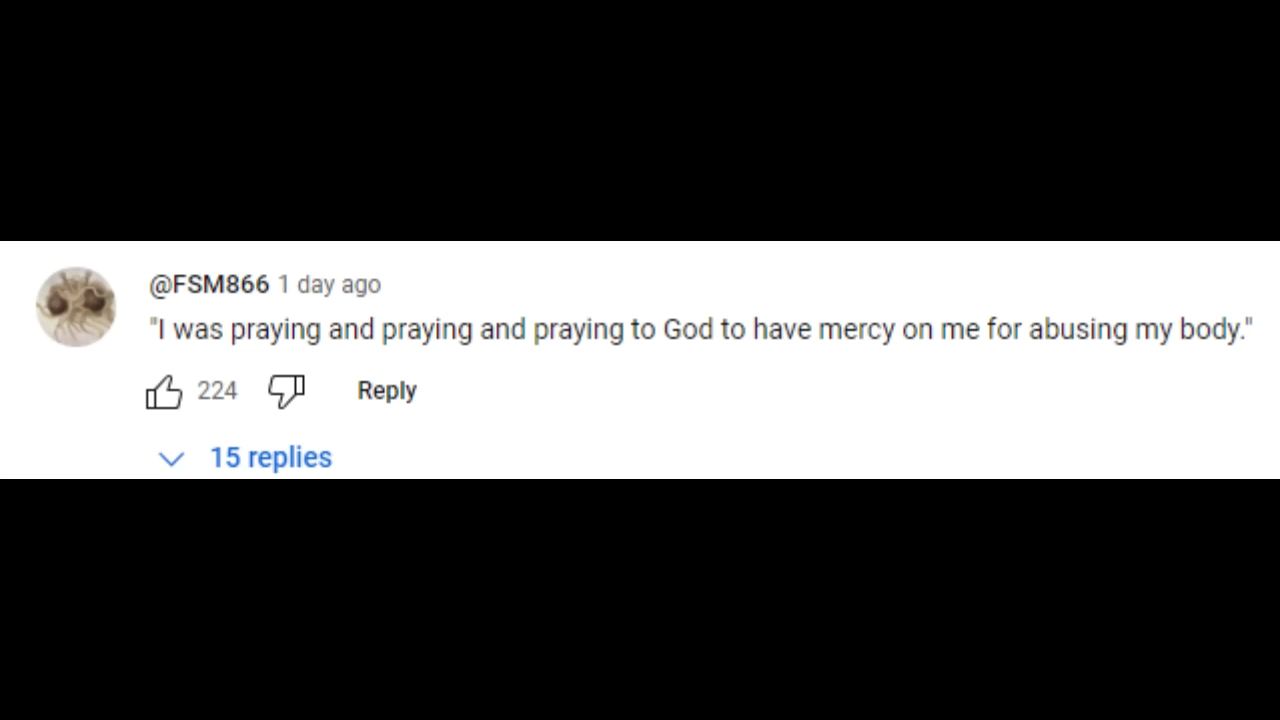 @FSM866 1 day ago
"I was praying and praying and praying to God to have mercy on me for abusing my body."
224 Reply
15 replies